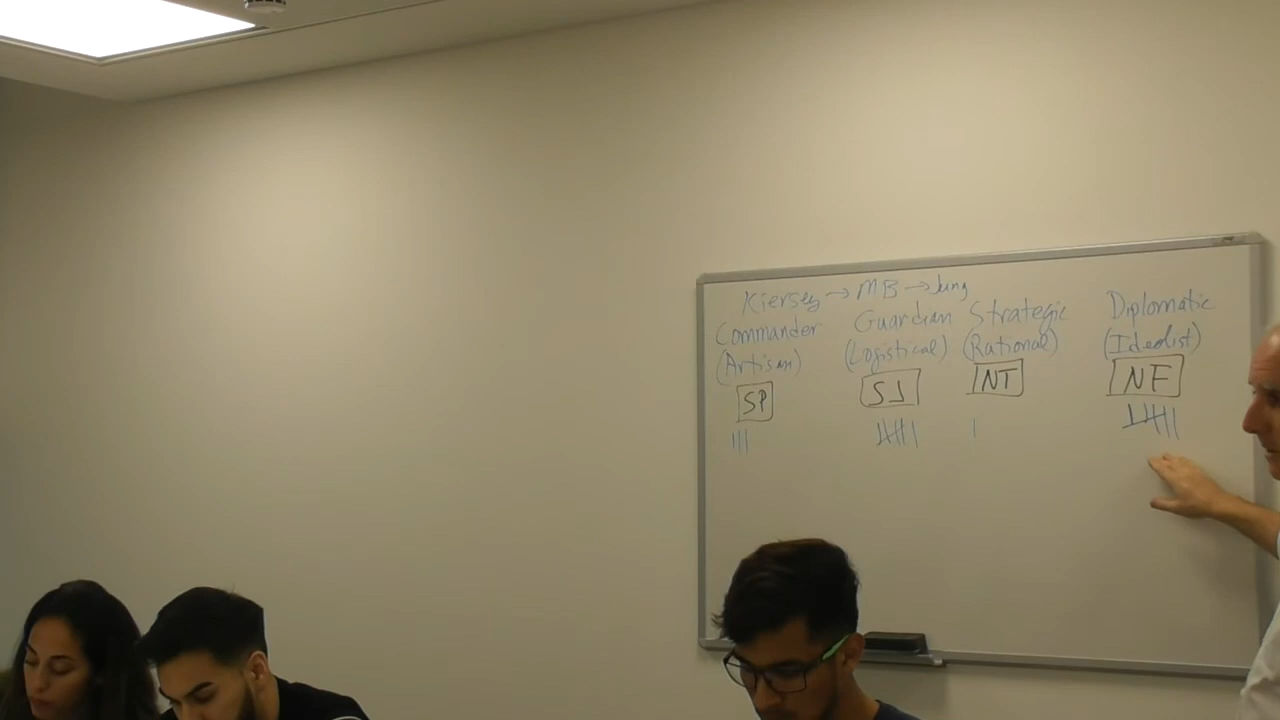 Kiersey → MB → Jung
Commander Guardian Strategic Diplomatic
(Artisan) (Logistical) (Rational) (Idealist)
SP SJ NT NF